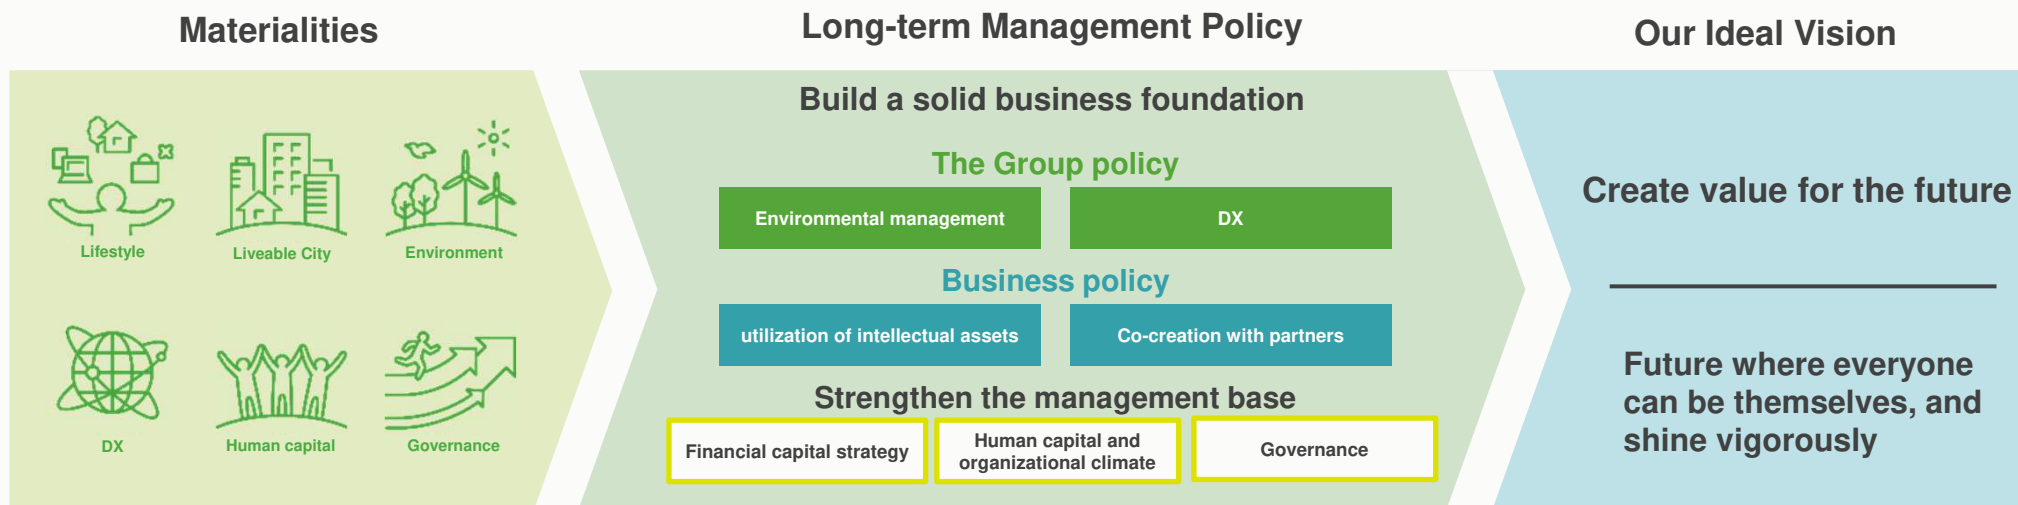 Materialities
Lifestyle
Liveable City
Environment
DX
Human capital
Governance
Long-term Management Policy
Build a solid business foundation
The Group policy
Environmental management
DX
Business policy
utilization of intellectual assets
Co-creation with partners
Strengthen the management base
Financial capital strategy
Human capital and
organizational climate
Governance
Our Ideal Vision
Create value for the future
Future where everyone
can be themselves, and
shine vigorously